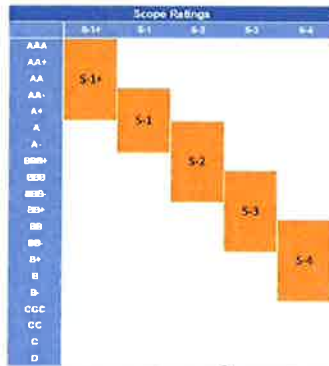 Scope Ratings
S-1+ S-1 S-2 S-3 S-4
AAA
AA+
AA
AA-
A+
A
A-
BBB+
BBB
BBB-
BB+
BB
BB-
B+
B
B-
CCC
CC
C
D
S-1+
S-1
S-2
S-3
S-4